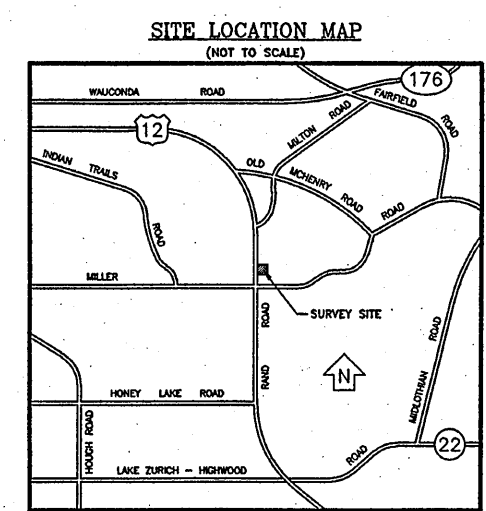 SITE LOCATION MAP
(NOT TO SCALE)
176
WAUCONDA ROAD
FAIRFIELD ROAD
12
MILTON ROAD
INDIAN TRAILS ROAD
OLD MCHENRY ROAD
ROAD
MILLER
SURVEY SITE
RAND ROAD
N
MIDLOTHIAN ROAD
HONEY LAKE ROAD
HOUGH ROAD
22
LAKE ZURICH - HIGHWOOD ROAD